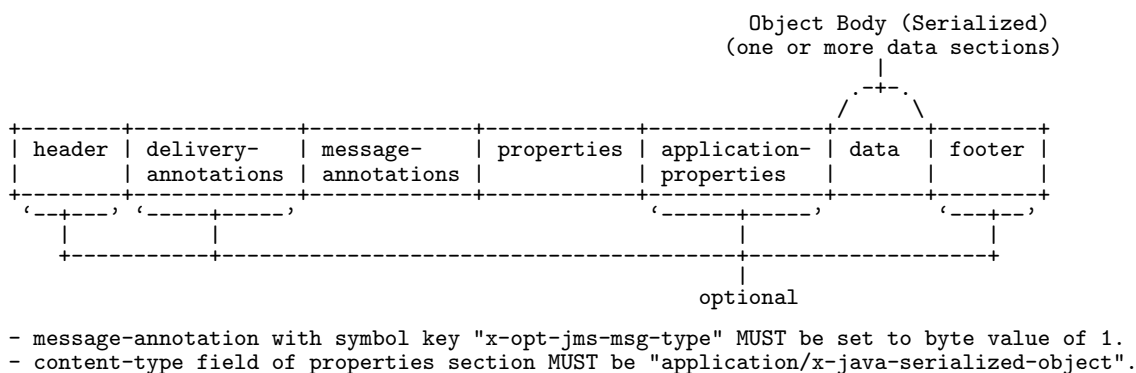 Object Body (Serialized)
(one or more data sections)
|
.-+-.
/     \
+--------+-------------+-------------+------------+--------------+-------+--------+
| header | delivery-   | message-    | properties | application- | data  | footer |
|        | annotations | annotations |            | properties   |       |        |
+--------+-------------+-------------+------------+--------------+-------+--------+
‘--+---’ ‘-----+-----’                            ‘------+-----’         ‘---+--’
|           |                                         |                   |
+-----------+-----------------------------------------+-------------------+
|
optional
- message-annotation with symbol key "x-opt-jms-msg-type" MUST be set to byte value of 1.
- content-type field of properties section MUST be "application/x-java-serialized-object".